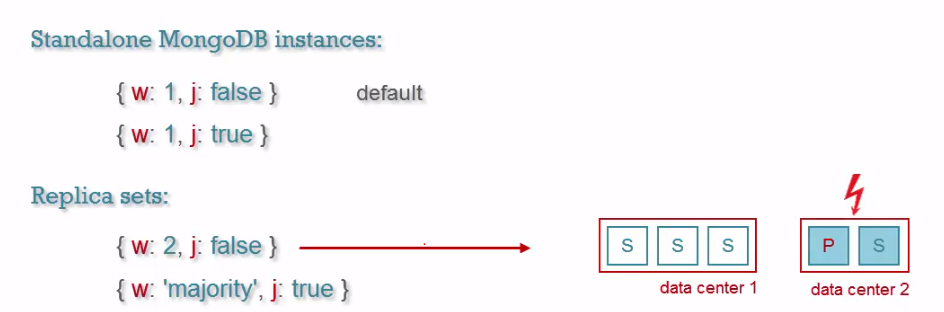 Standalone MongoDB instances:
{ w: 1, j: false } default
{ w: 1, j: true }
Replica sets:
{ w: 2, j: false }
S S S P S
{ w: 'majority', j: true }
data center 1 data center 2